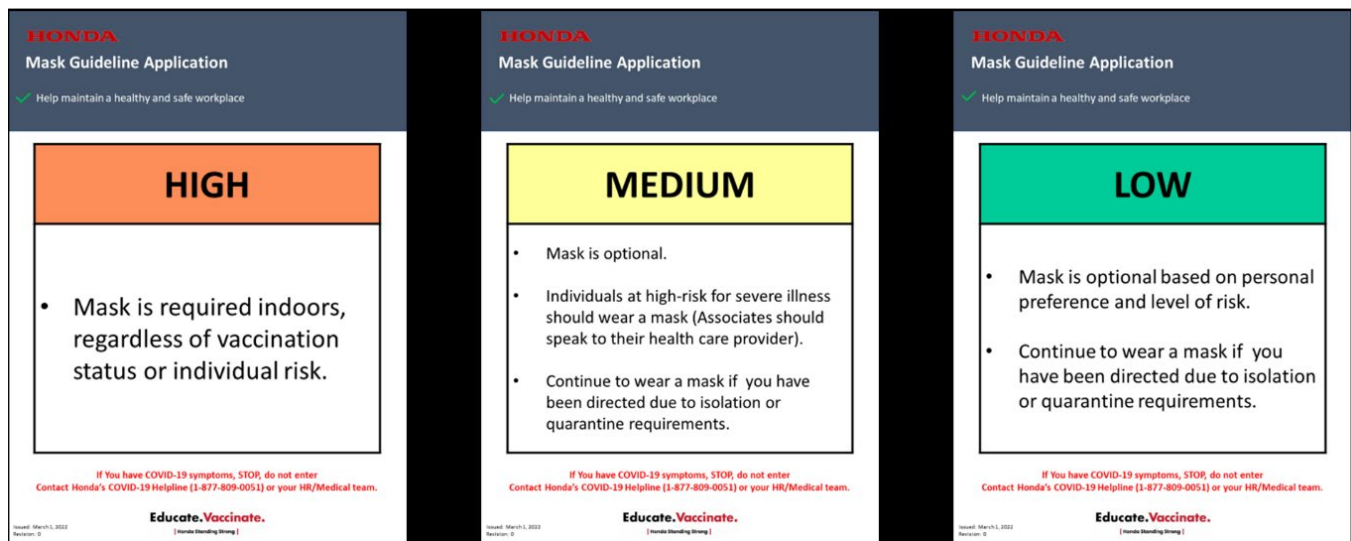 HONDA
Mask Guideline Application
✓ Help maintain a healthy and safe workplace
HIGH
• Mask is required indoors,
regardless of vaccination
status or individual risk.
If You have COVID-19 symptoms, STOP, do not enter
Contact Honda's COVID-19 Helpline (1-877-809-0051) or your HR/Medical team.
Educate.Vaccinate.
[ Honda Standing Strong ]
Issued: March 1, 2022
Revision: 0
HONDA
Mask Guideline Application
✓ Help maintain a healthy and safe workplace
MEDIUM
• Mask is optional.
• Individuals at high-risk for severe illness
should wear a mask (Associates should
speak to their health care provider).
• Continue to wear a mask if you have
been directed due to isolation or
quarantine requirements.
If You have COVID-19 symptoms, STOP, do not enter
Contact Honda's COVID-19 Helpline (1-877-809-0051) or your HR/Medical team.
Educate.Vaccinate.
[ Honda Standing Strong ]
Issued: March 1, 2022
Revision: 0
HONDA
Mask Guideline Application
✓ Help maintain a healthy and safe workplace
LOW
• Mask is optional based on personal
preference and level of risk.
• Continue to wear a mask if you
have been directed due to isolation
or quarantine requirements.
If You have COVID-19 symptoms, STOP, do not enter
Contact Honda's COVID-19 Helpline (1-877-809-0051) or your HR/Medical team.
Educate.Vaccinate.
[ Honda Standing Strong ]
Issued: March 1, 2022
Revision: 0